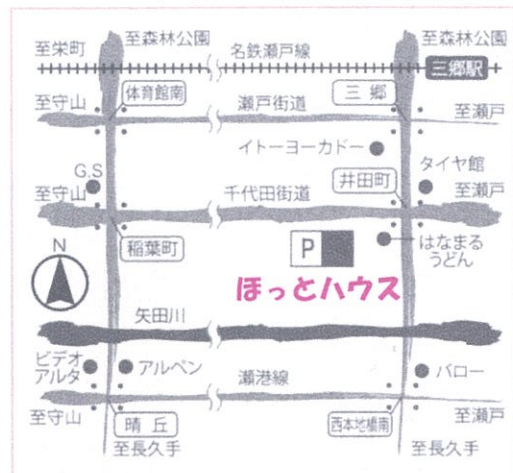 至栄町
至森林公園
名鉄瀬戸線
至森林公園
三郷駅
至守山
体育館南
瀬戸街道
三郷
至瀬戸
イトーヨーカドー
G.S
タイヤ館
至守山
千代田街道
井田町
至瀬戸
稲葉町
P
はなまる
うどん
N
ほっとハウス
矢田川
ビデオ
アルタ
アルペン
瀬港線
バロー
至守山
晴丘
西本地橋南
至瀬戸
至長久手
至長久手